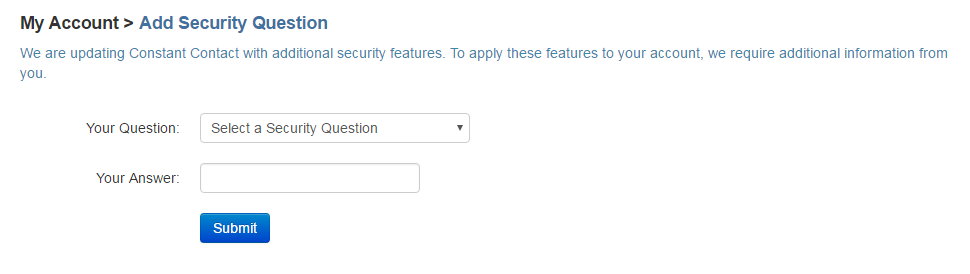 My Account > Add Security Question
We are updating Constant Contact with additional security features. To apply these features to your account, we require additional information from
you.
Your Question: Select a Security Question
Your Answer:
Submit